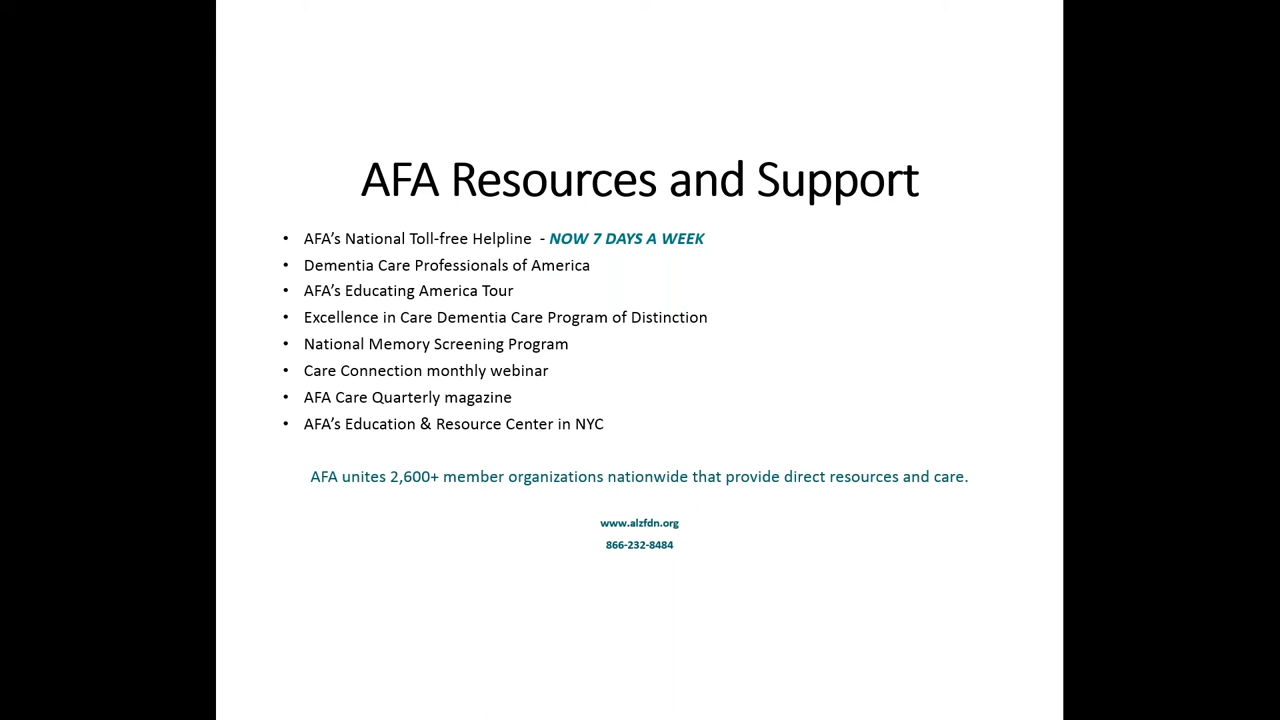 AFA Resources and Support
• AFA’s National Toll-free Helpline - NOW 7 DAYS A WEEK
• Dementia Care Professionals of America
• AFA’s Educating America Tour
• Excellence in Care Dementia Care Program of Distinction
• National Memory Screening Program
• Care Connection monthly webinar
• AFA Care Quarterly magazine
• AFA’s Education & Resource Center in NYC
AFA unites 2,600+ member organizations nationwide that provide direct resources and care.
www.alzfdn.org
866-232-8484